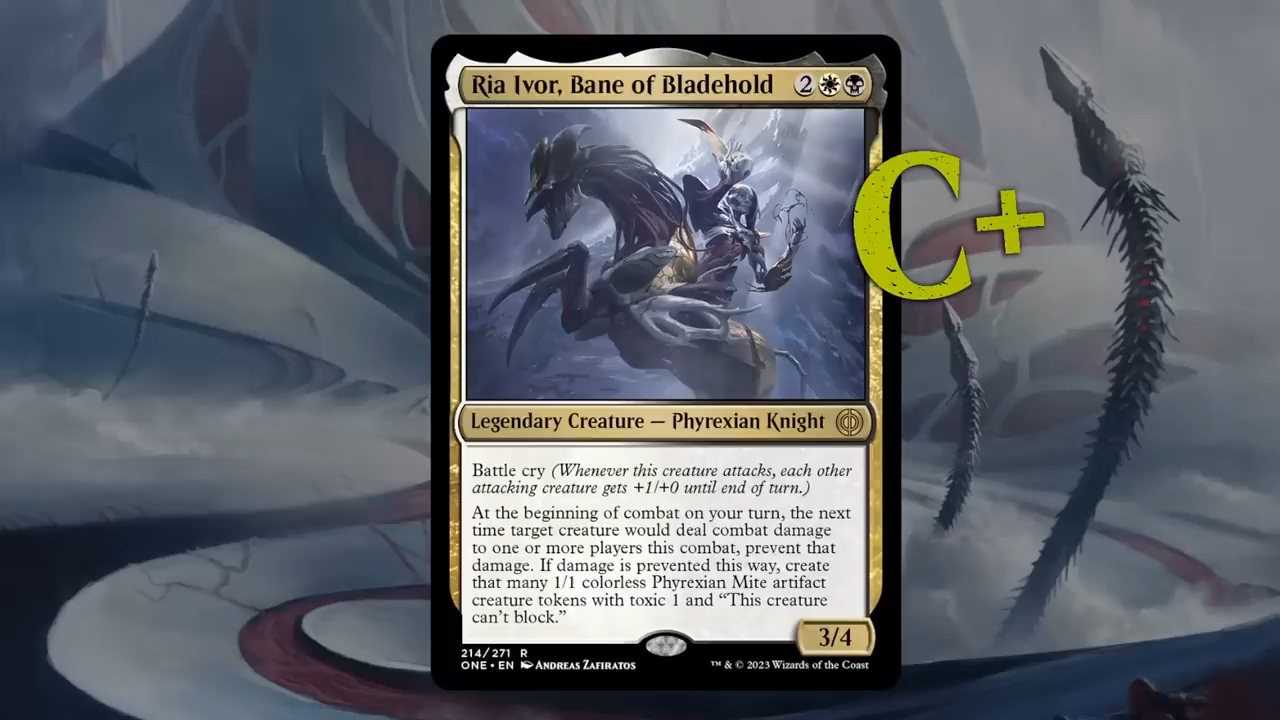 Ria Ivor, Bane of Bladehold 2
C+
Legendary Creature — Phyrexian Knight
Battle cry (Whenever this creature attacks, each other
attacking creature gets +1/+0 until end of turn.)
At the beginning of combat on your turn, the next
time target creature would deal combat damage
to one or more players this combat, prevent that
damage. If damage is prevented this way, create
that many 1/1 colorless Phyrexian Mite artifact
creature tokens with toxic 1 and “This creature
can’t block.”
3/4
214/271 R
ONE • EN Andreas Zafiratos
™ & © 2023 Wizards of the Coast